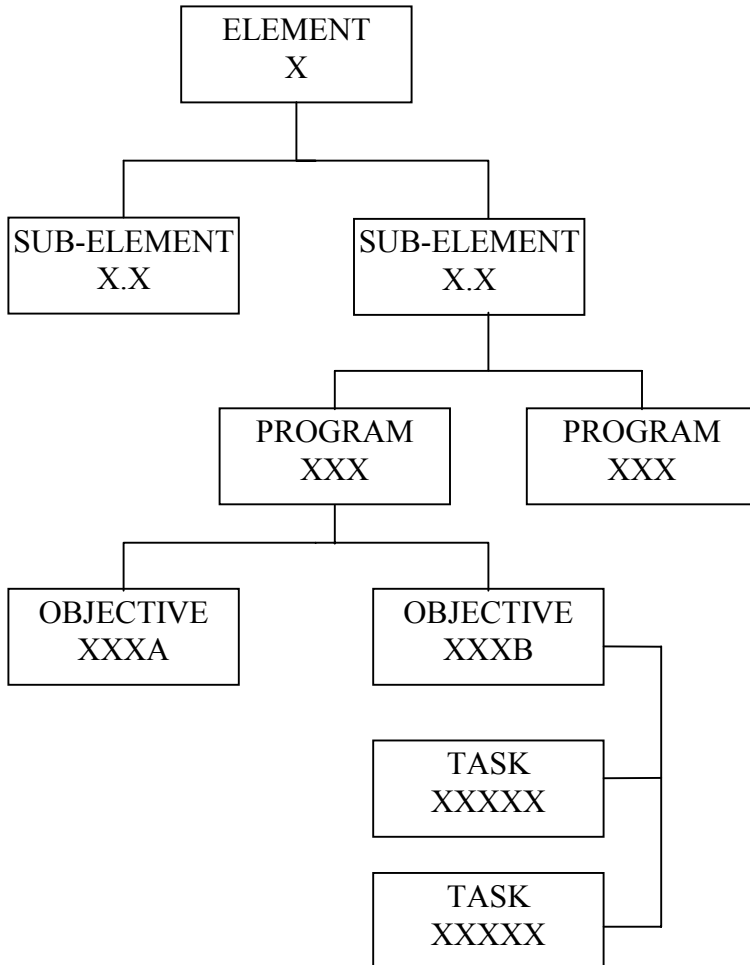 ELEMENT
X
SUB-ELEMENT
X.X
SUB-ELEMENT
X.X
PROGRAM
XXX
PROGRAM
XXX
OBJECTIVE
XXXA
OBJECTIVE
XXXB
TASK
XXXXX
TASK
XXXXX